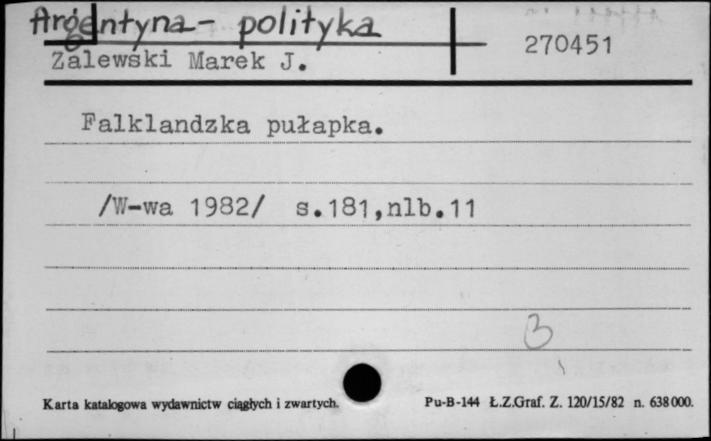 Argentyna - polityka
270451
Zalewski Marek J.
Falklandzka pułapka.
/W-wa 1982/ s.181,nlb.11
B
Karta katalogowa wydawnictw ciągłych i zwartych.
Pu-B-144 Ł.Z.Graf. Z. 120/15/82 n. 638000.